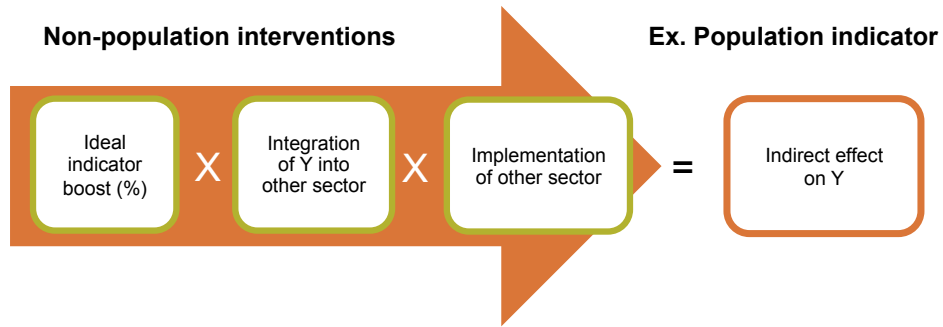 Non-population interventions
Ex. Population indicator
Ideal
indicator
boost (%)
X
Integration
of Y into
other sector
X
Implementation
of other sector
=
Indirect effect
on Y